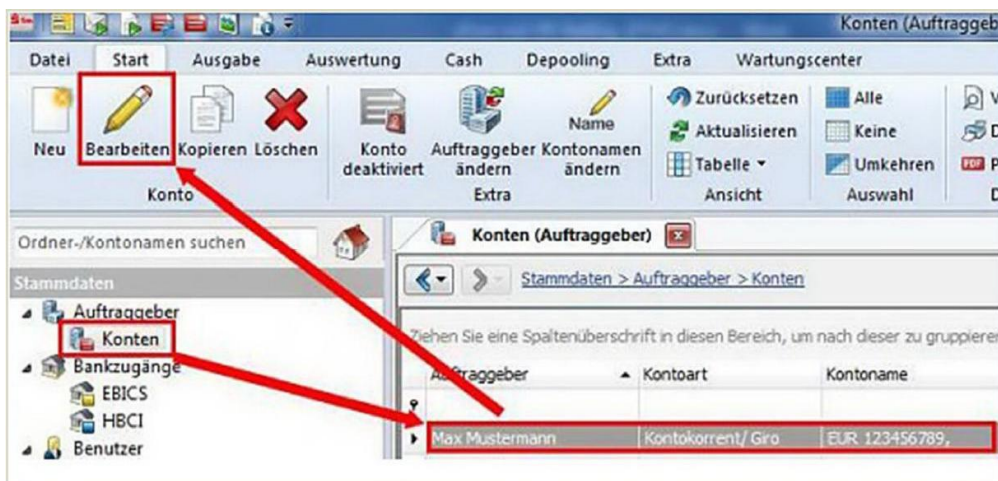 Konten (Auftraggeb
Datei Start Ausgabe Auswertung Cash Depooling Extra Wartungscenter
Neu Bearbeiten Kopieren Löschen
Konto
Konto deaktiviert
Auftraggeber ändern
Name
Kontonamen ändern
Extra
Zurücksetzen
Aktualisieren
Tabelle
Ansicht
Alle
Keine
Umkehren
Auswahl
V
D
PDF P
D
Ordner-/Kontonamen suchen
Stammdaten
Auftraggeber
Konten
Bankzugänge
EBICS
HBCI
Benutzer
Konten (Auftraggeber)
Stammdaten > Auftraggeber > Konten
Ziehen Sie eine Spaltenüberschrift in diesen Bereich, um nach dieser zu gruppieren
Auftraggeber Kontoart Kontoname
Max Mustermann Kontokorrent/ Giro EUR 123456789,